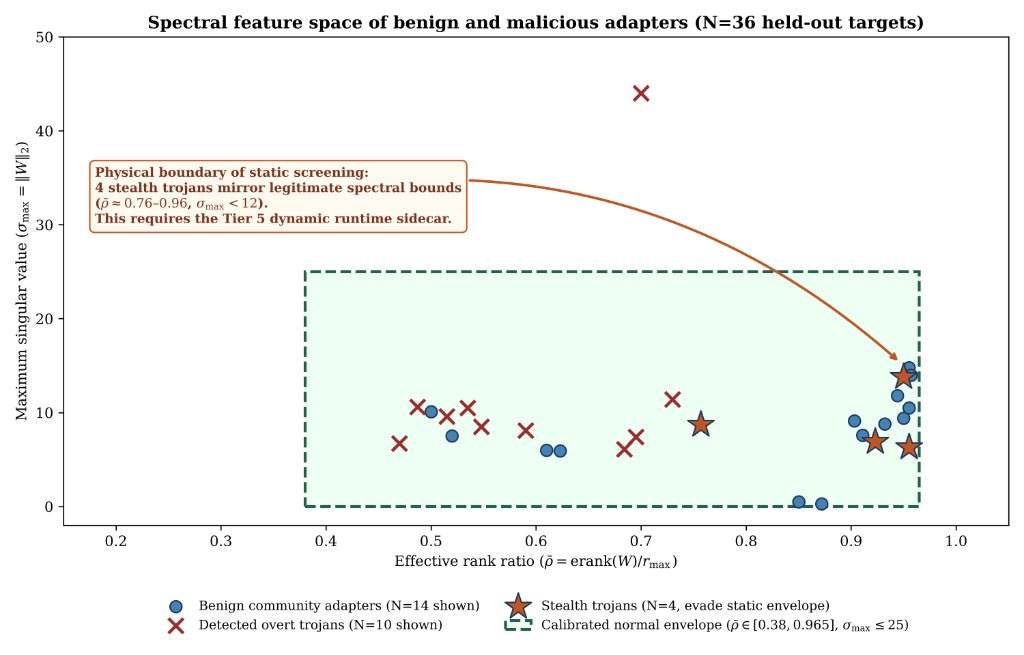 Spectral feature space of benign and malicious adapters (N=36 held-out targets)
50
40
30
20
10
0
Maximum singular value (σmax = ‖W‖₂)
Physical boundary of static screening:
4 stealth trojans mirror legitimate spectral bounds
(ρ̄ ≈ 0.76–0.96, σmax < 12).
This requires the Tier 5 dynamic runtime sidecar.
0.2 0.3 0.4 0.5 0.6 0.7 0.8 0.9 1.0
Effective rank ratio (ρ̄ = erank(W)/rmax)
Benign community adapters (N=14 shown)
Detected overt trojans (N=10 shown)
Stealth trojans (N=4, evade static envelope)
Calibrated normal envelope (ρ̄ ∈ [0.38, 0.965], σmax ≤ 25)